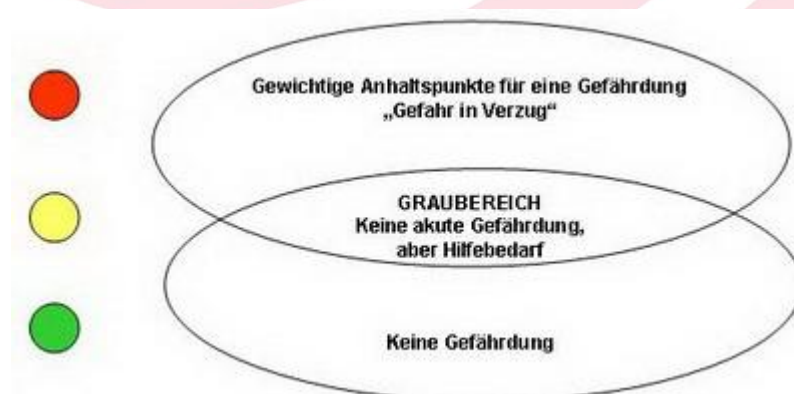 Gewichtige Anhaltspunkte für eine Gefährdung
„Gefahr in Verzug“
GRAUBEREICH
Keine akute Gefährdung,
aber Hilfebedarf
Keine Gefährdung